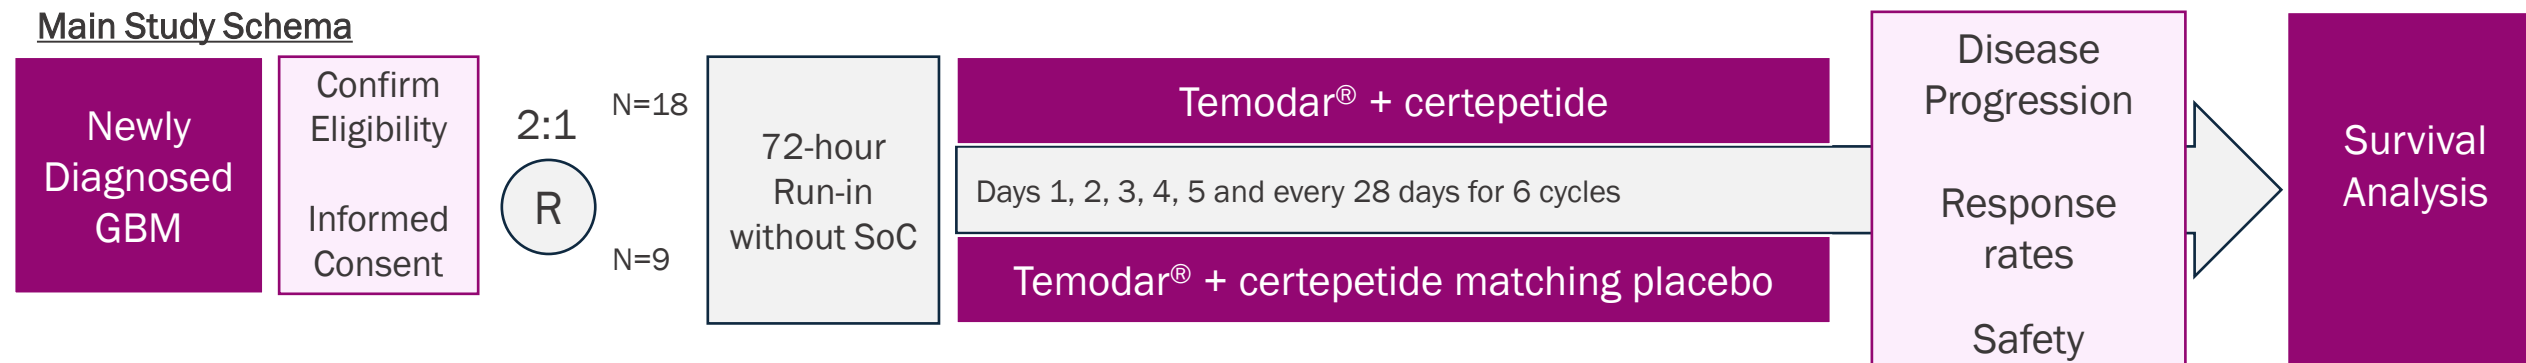 Main Study Schema
Newly
Diagnosed
GBM
Confirm
Eligibility
Informed
Consent
2:1
R
N=18
N=9
72-hour
Run-in
without SoC
Temodar® + certepetide
Days 1, 2, 3, 4, 5 and every 28 days for 6 cycles
Temodar® + certepetide matching placebo
Disease
Progression
Response
rates
Safety
Survival
Analysis